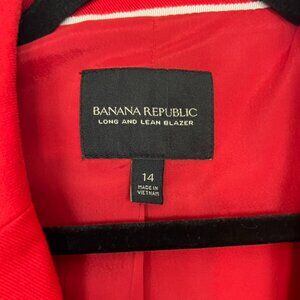 BANANA REPUBLIC
LONG AND LEAN BLAZER
14
MADE IN
VIETNAM